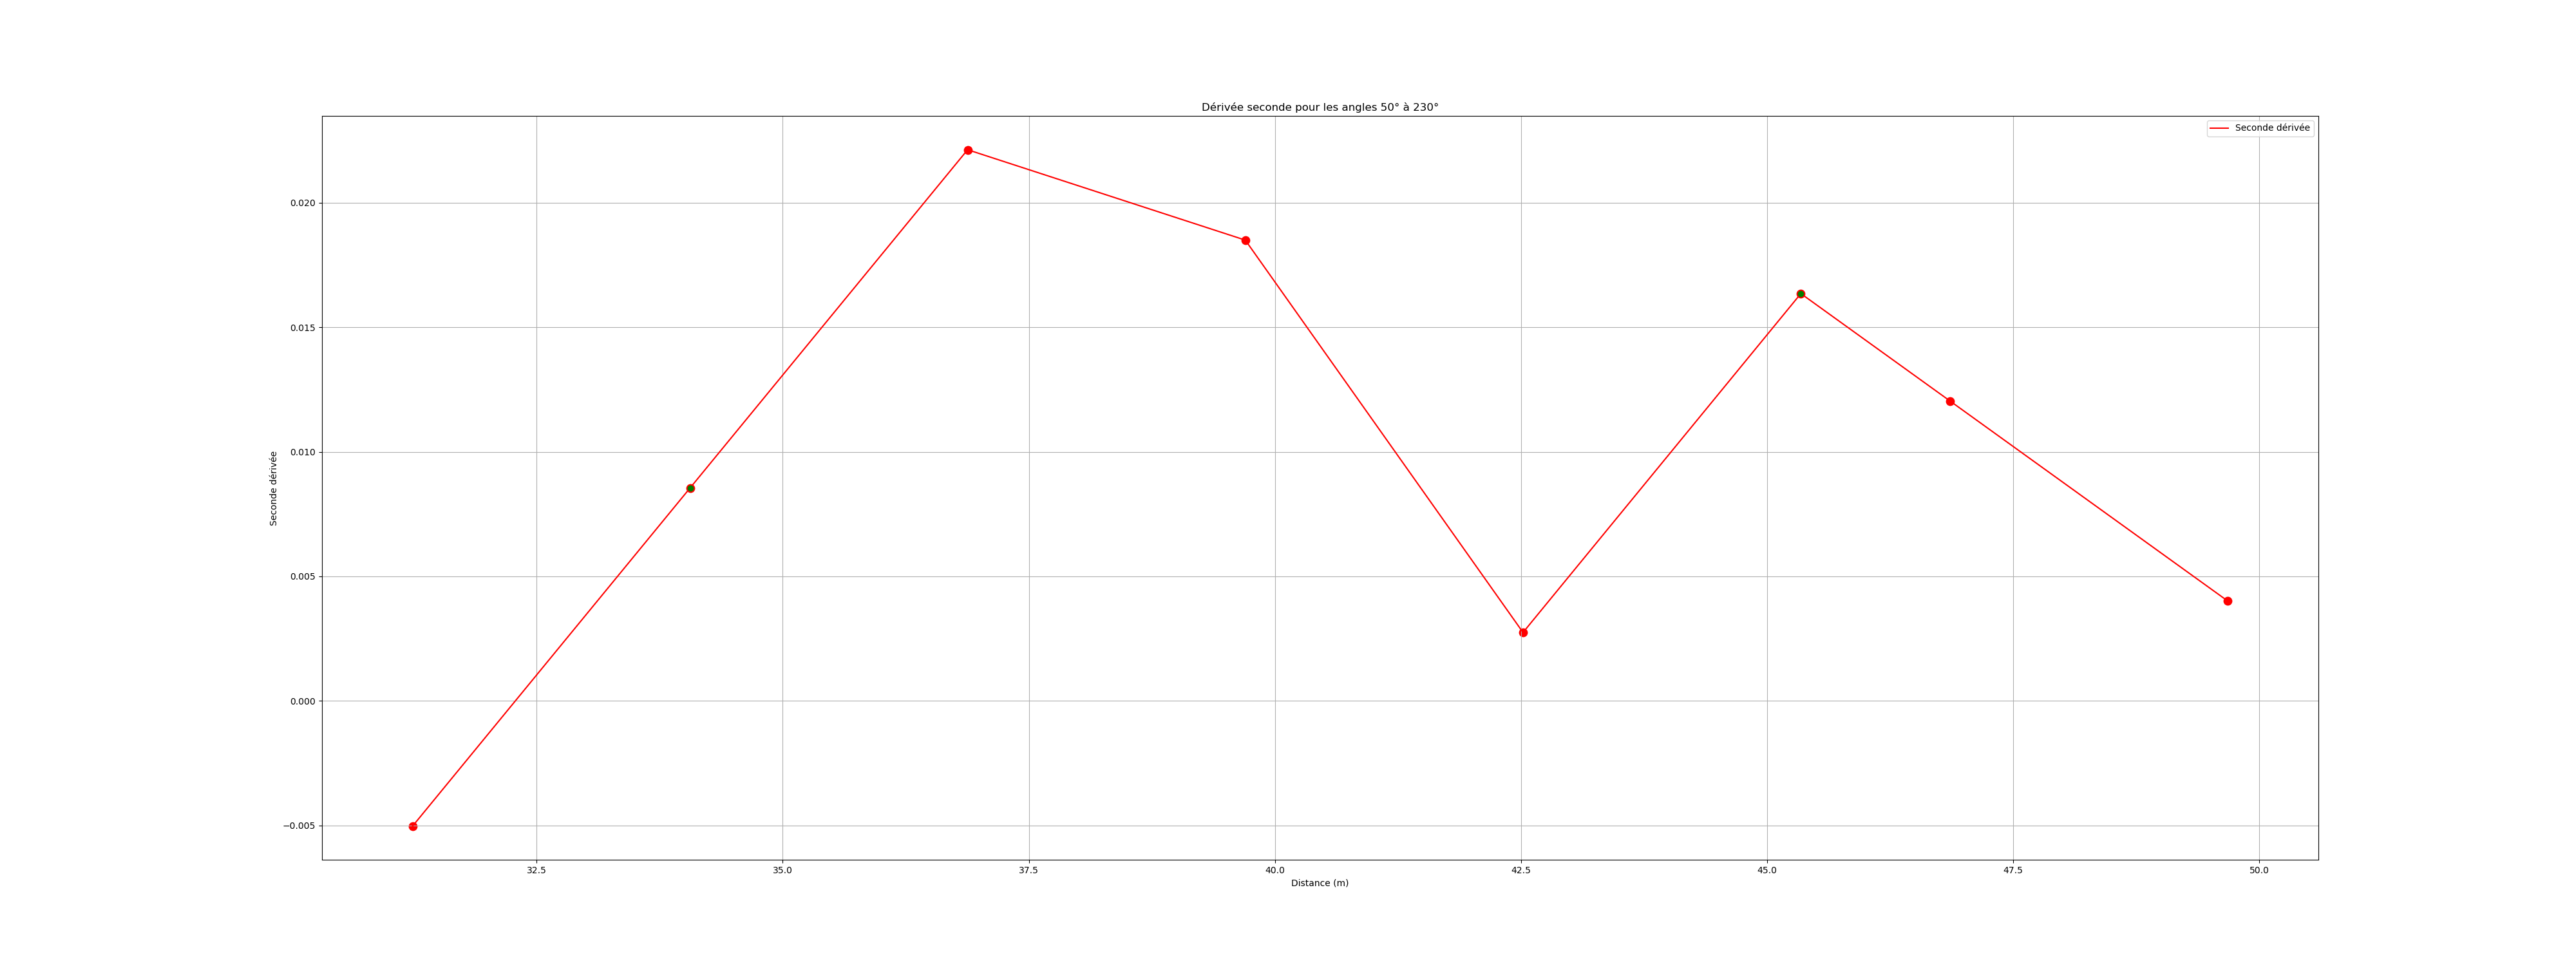 Dérivée seconde pour les angles 50° à 230°
Seconde dérivée
0.020
0.015
0.010
0.005
0.000
−0.005
Seconde dérivée
32.5 35.0 37.5 40.0 42.5 45.0 47.5 50.0
Distance (m)